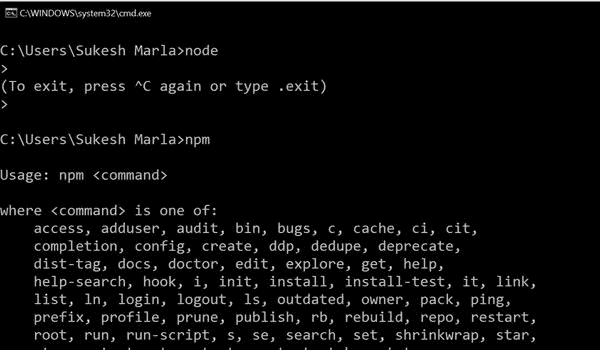 C:\WINDOWS\system32\cmd.exe
C:\Users\Sukesh Marla>node
>
(To exit, press ^C again or type .exit)
>
C:\Users\Sukesh Marla>npm
Usage: npm <command>
where <command> is one of:
access, adduser, audit, bin, bugs, c, cache, ci, cit,
completion, config, create, ddp, dedupe, deprecate,
dist-tag, docs, doctor, edit, explore, get, help,
help-search, hook, i, init, install, install-test, it, link,
list, ln, login, logout, ls, outdated, owner, pack, ping,
prefix, profile, prune, publish, rb, rebuild, repo, restart,
root, run, run-script, s, se, search, set, shrinkwrap, star,